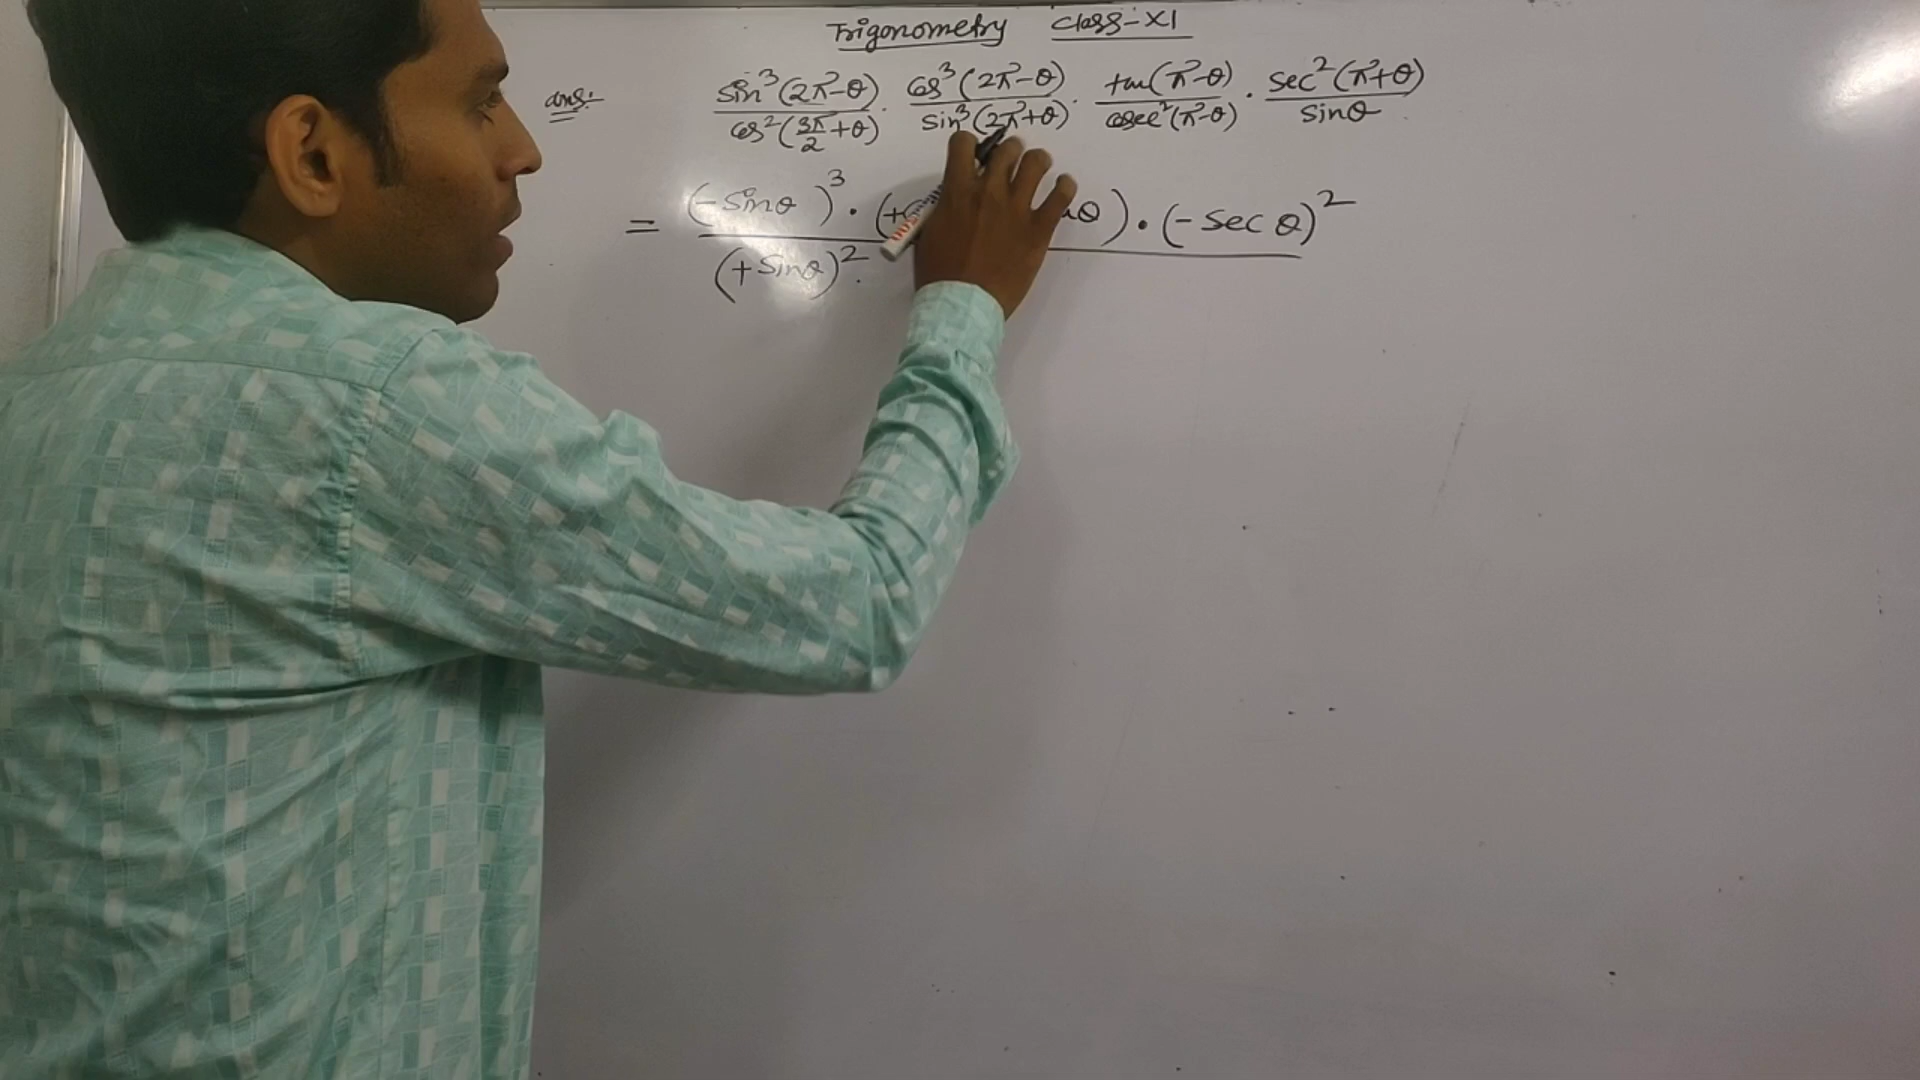 Trigonometry Class-XI
ans:- sin³(2π-θ)/cos²(3π/2+θ) · cos³(2π-θ)/sin³(2π+θ) · tan(π-θ)/cosec²(π-θ) · sec²(π+θ)/sinθ
= (-sinθ)³ · (+ θ) · (-secθ)²
(+sinθ)² ·